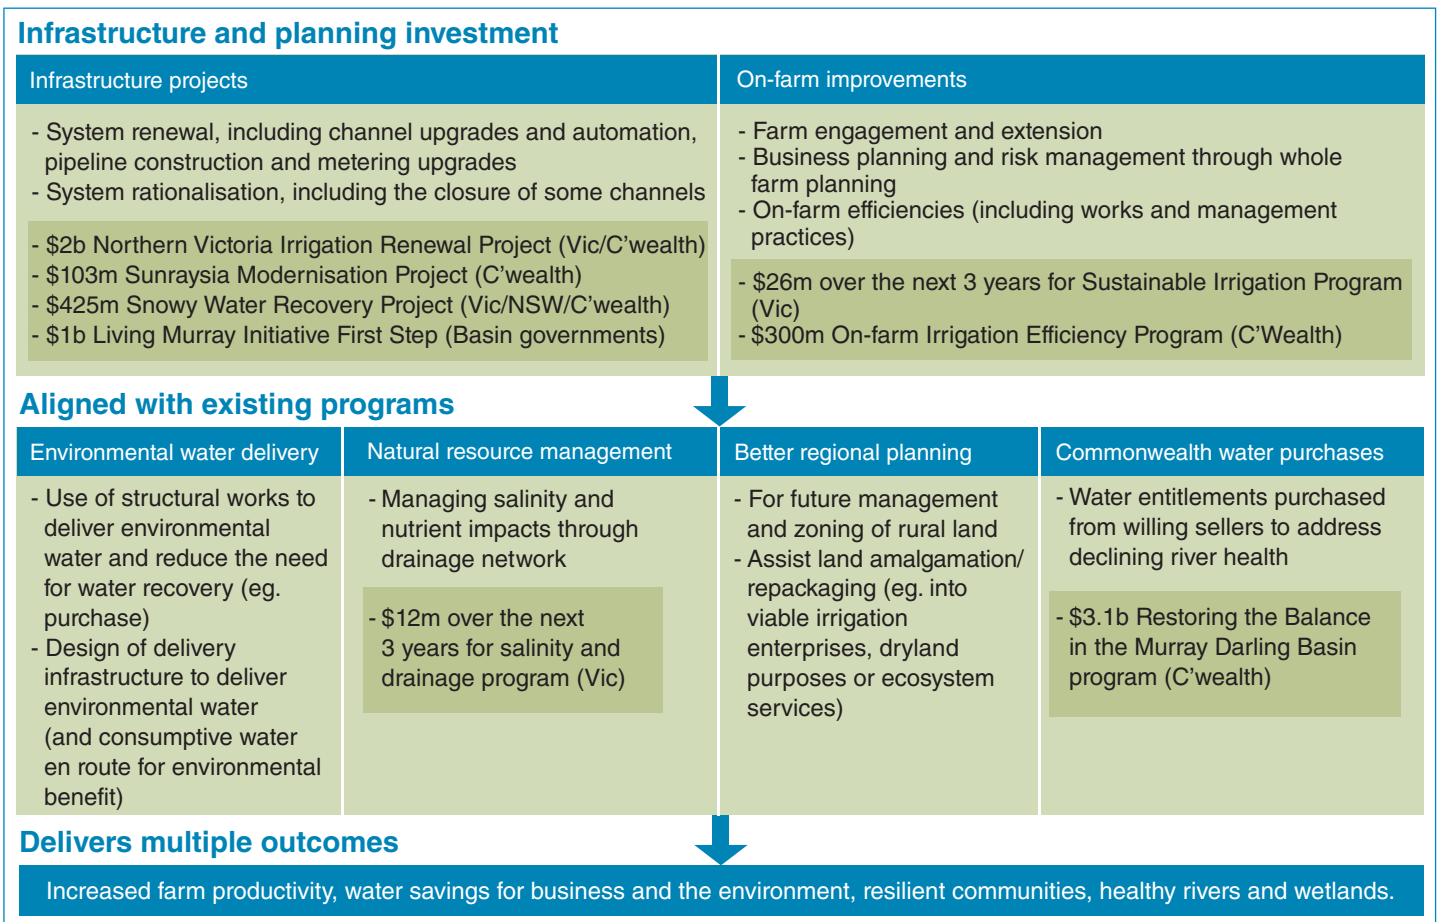 Infrastructure and planning investment
Infrastructure projects
- System renewal, including channel upgrades and automation,
pipeline construction and metering upgrades
- System rationalisation, including the closure of some channels
- $2b Northern Victoria Irrigation Renewal Project (Vic/C’wealth)
- $103m Sunraysia Modernisation Project (C’wealth)
- $425m Snowy Water Recovery Project (Vic/NSW/C’wealth)
- $1b Living Murray Initiative First Step (Basin governments)
On-farm improvements
- Farm engagement and extension
- Business planning and risk management through whole
farm planning
- On-farm efficiencies (including works and management
practices)
- $26m over the next 3 years for Sustainable Irrigation Program
(Vic)
- $300m On-farm Irrigation Efficiency Program (C’Wealth)
Aligned with existing programs
Environmental water delivery
- Use of structural works to
deliver environmental
water and reduce the need
for water recovery (eg.
purchase)
- Design of delivery
infrastructure to deliver
environmental water
(and consumptive water
en route for environmental
benefit)
Natural resource management
- Managing salinity and
nutrient impacts through
drainage network
- $12m over the next
3 years for salinity and
drainage program (Vic)
Better regional planning
- For future management
and zoning of rural land
- Assist land amalgamation/
repackaging (eg. into
viable irrigation
enterprises, dryland
purposes or ecosystem
services)
Commonwealth water purchases
- Water entitlements purchased
from willing sellers to address
declining river health
- $3.1b Restoring the Balance
in the Murray Darling Basin
program (C’wealth)
Delivers multiple outcomes
Increased farm productivity, water savings for business and the environment, resilient communities, healthy rivers and wetlands.